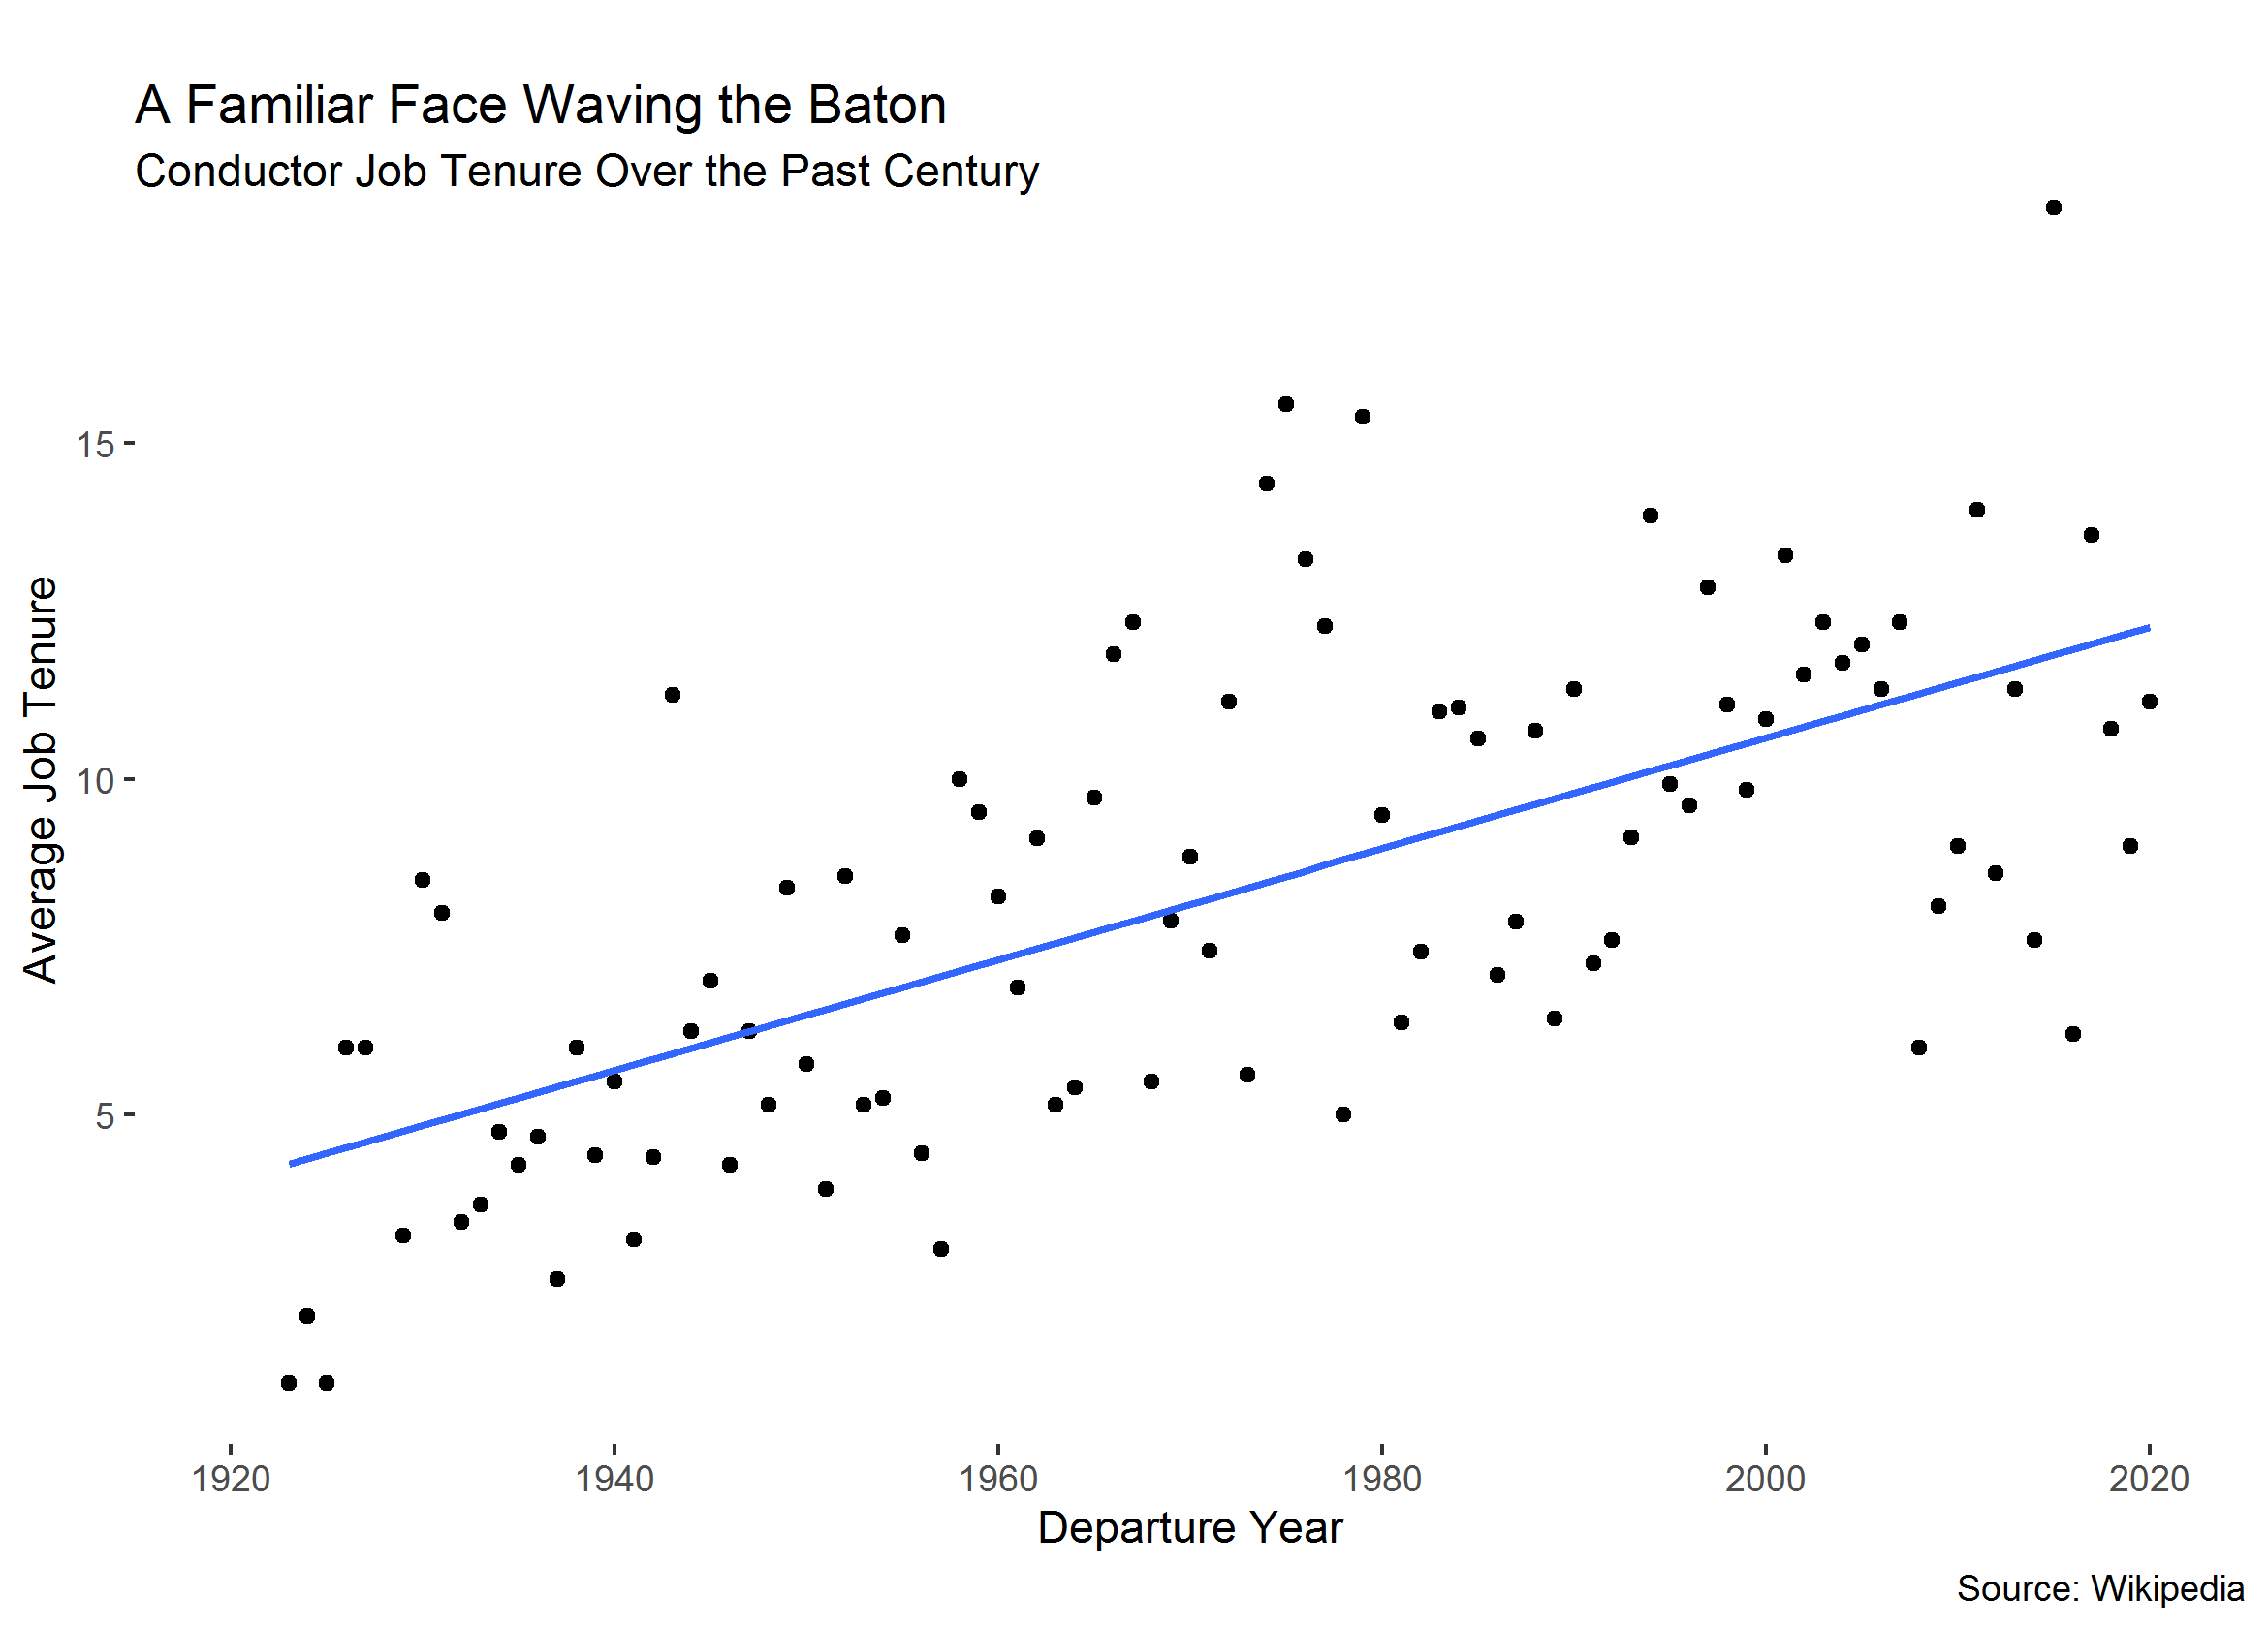 A Familiar Face Waving the Baton
Conductor Job Tenure Over the Past Century
Average Job Tenure
15
10
5
1920 1940 1960 1980 2000 2020
Departure Year
Source: Wikipedia